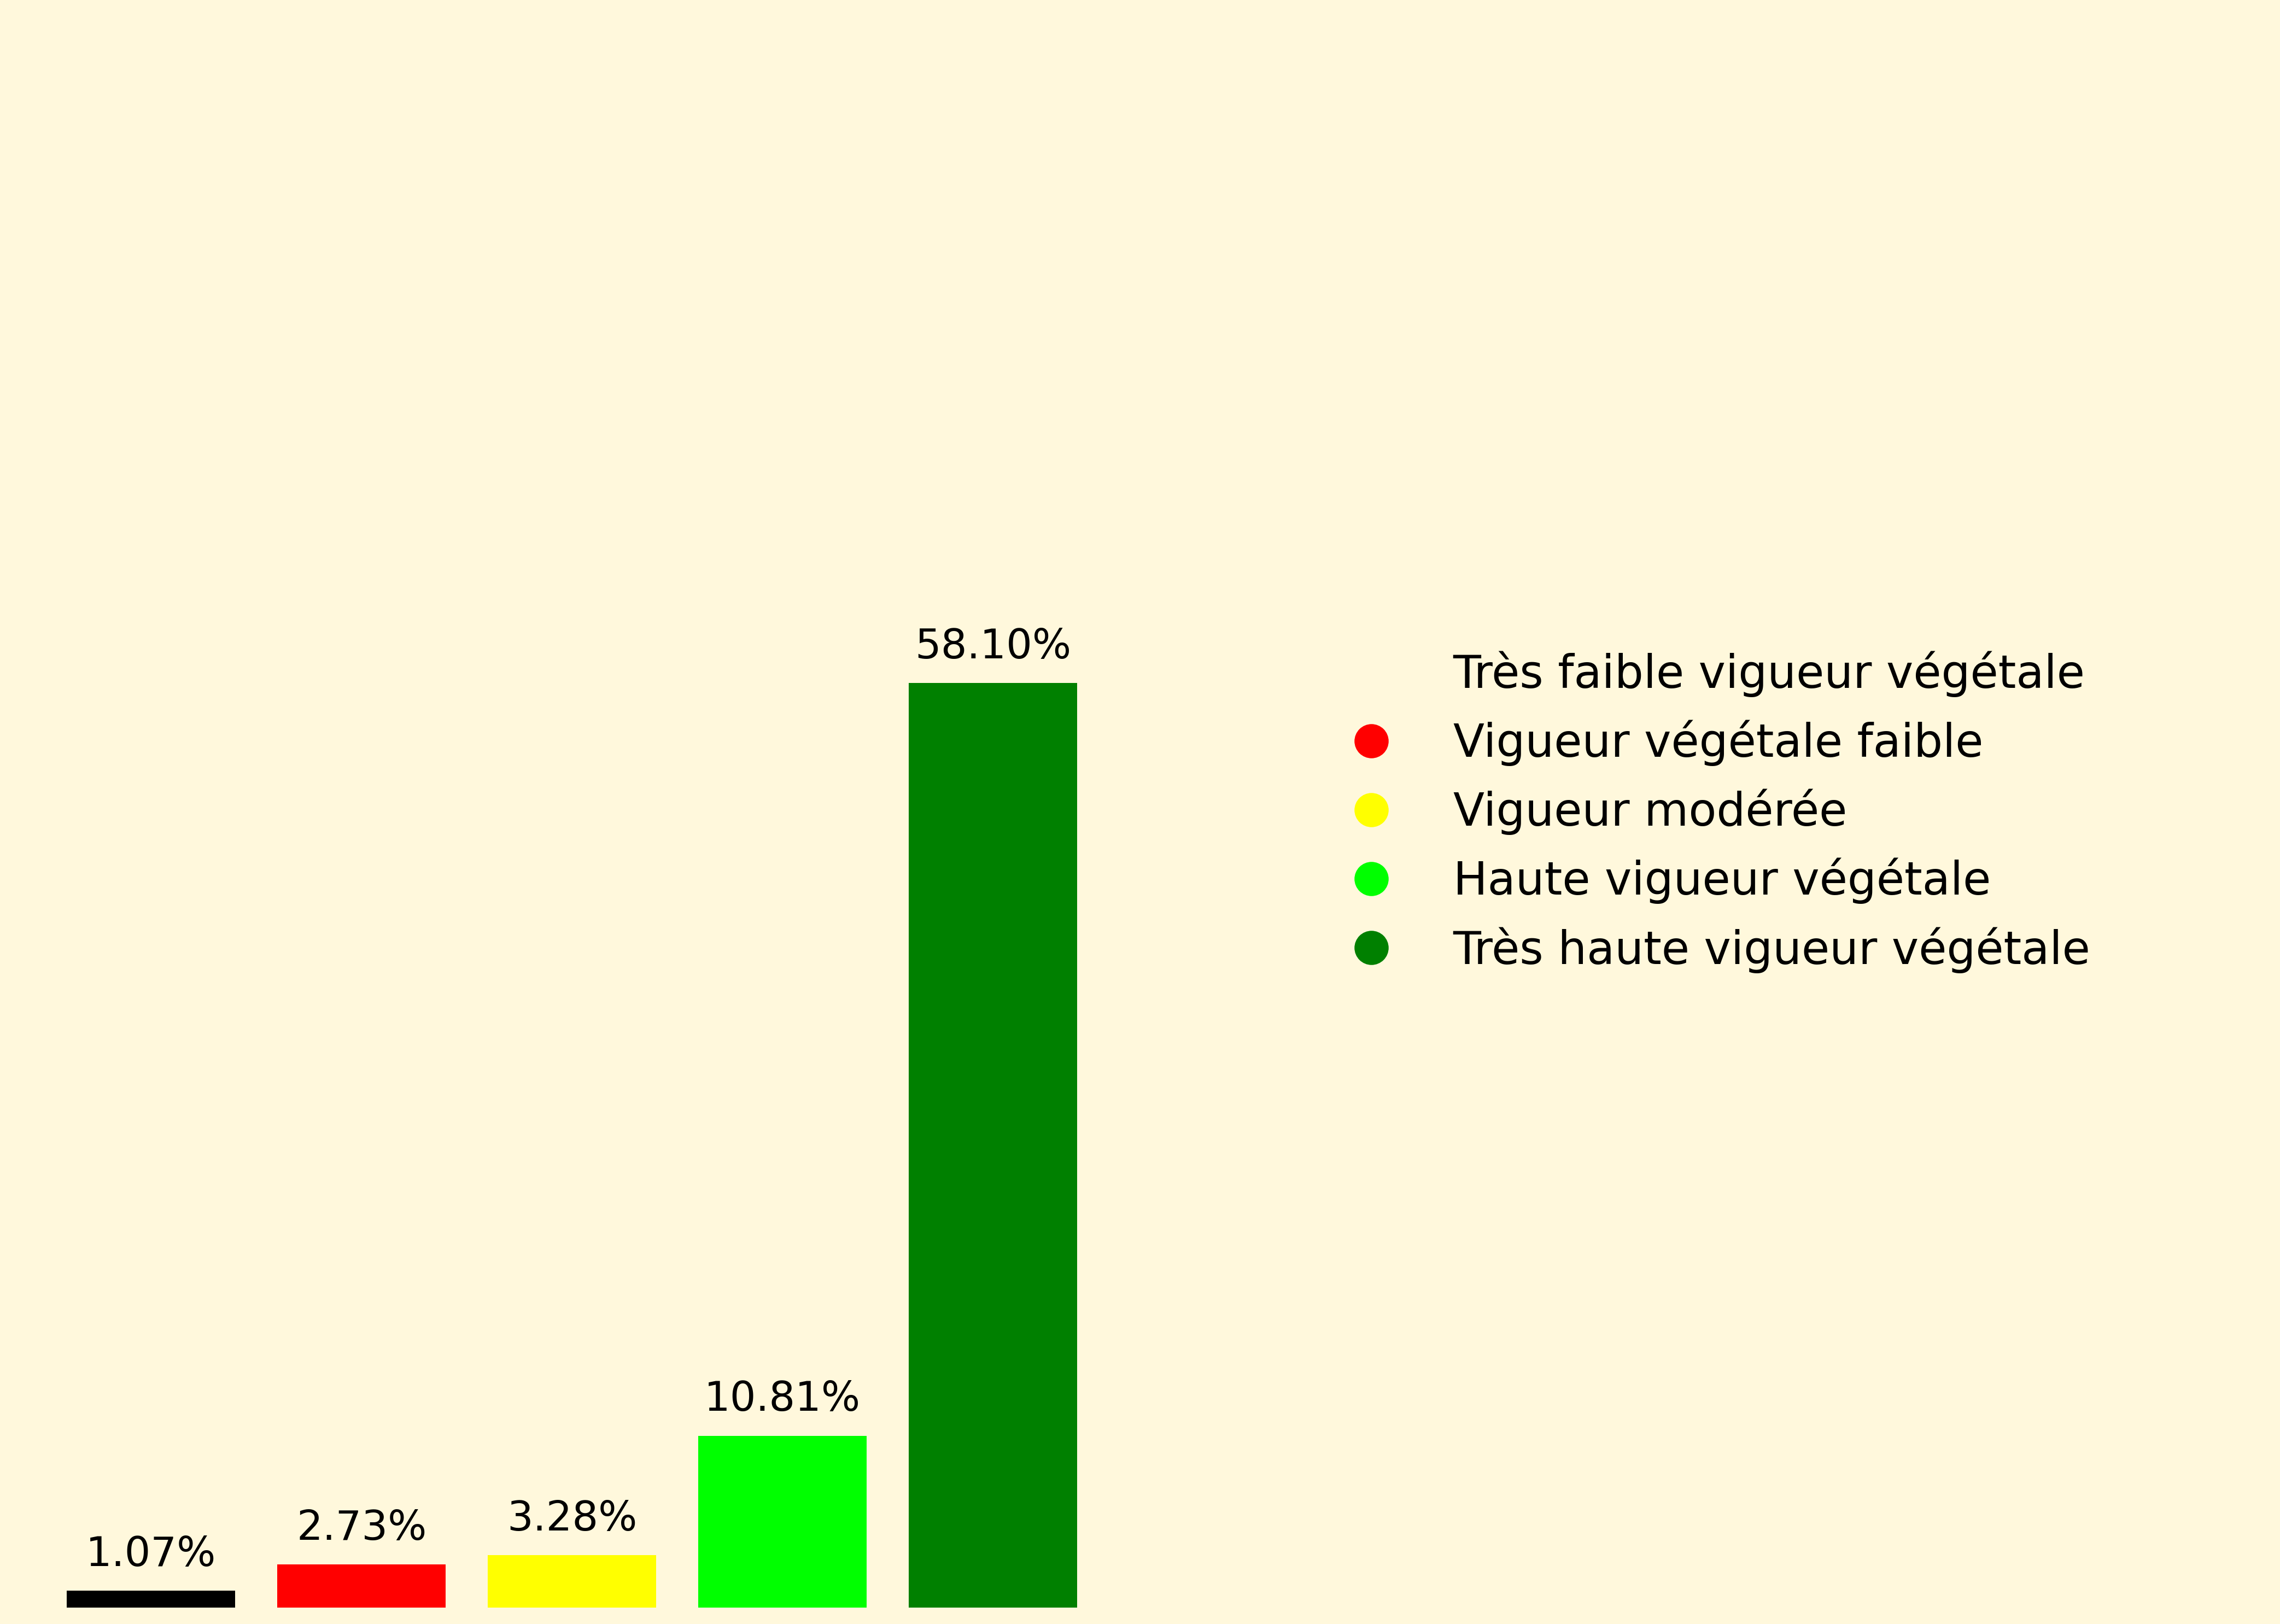 58.10%
10.81%
3.28%
2.73%
1.07%
Très faible vigueur végétale
Vigueur végétale faible
Vigueur modérée
Haute vigueur végétale
Très haute vigueur végétale